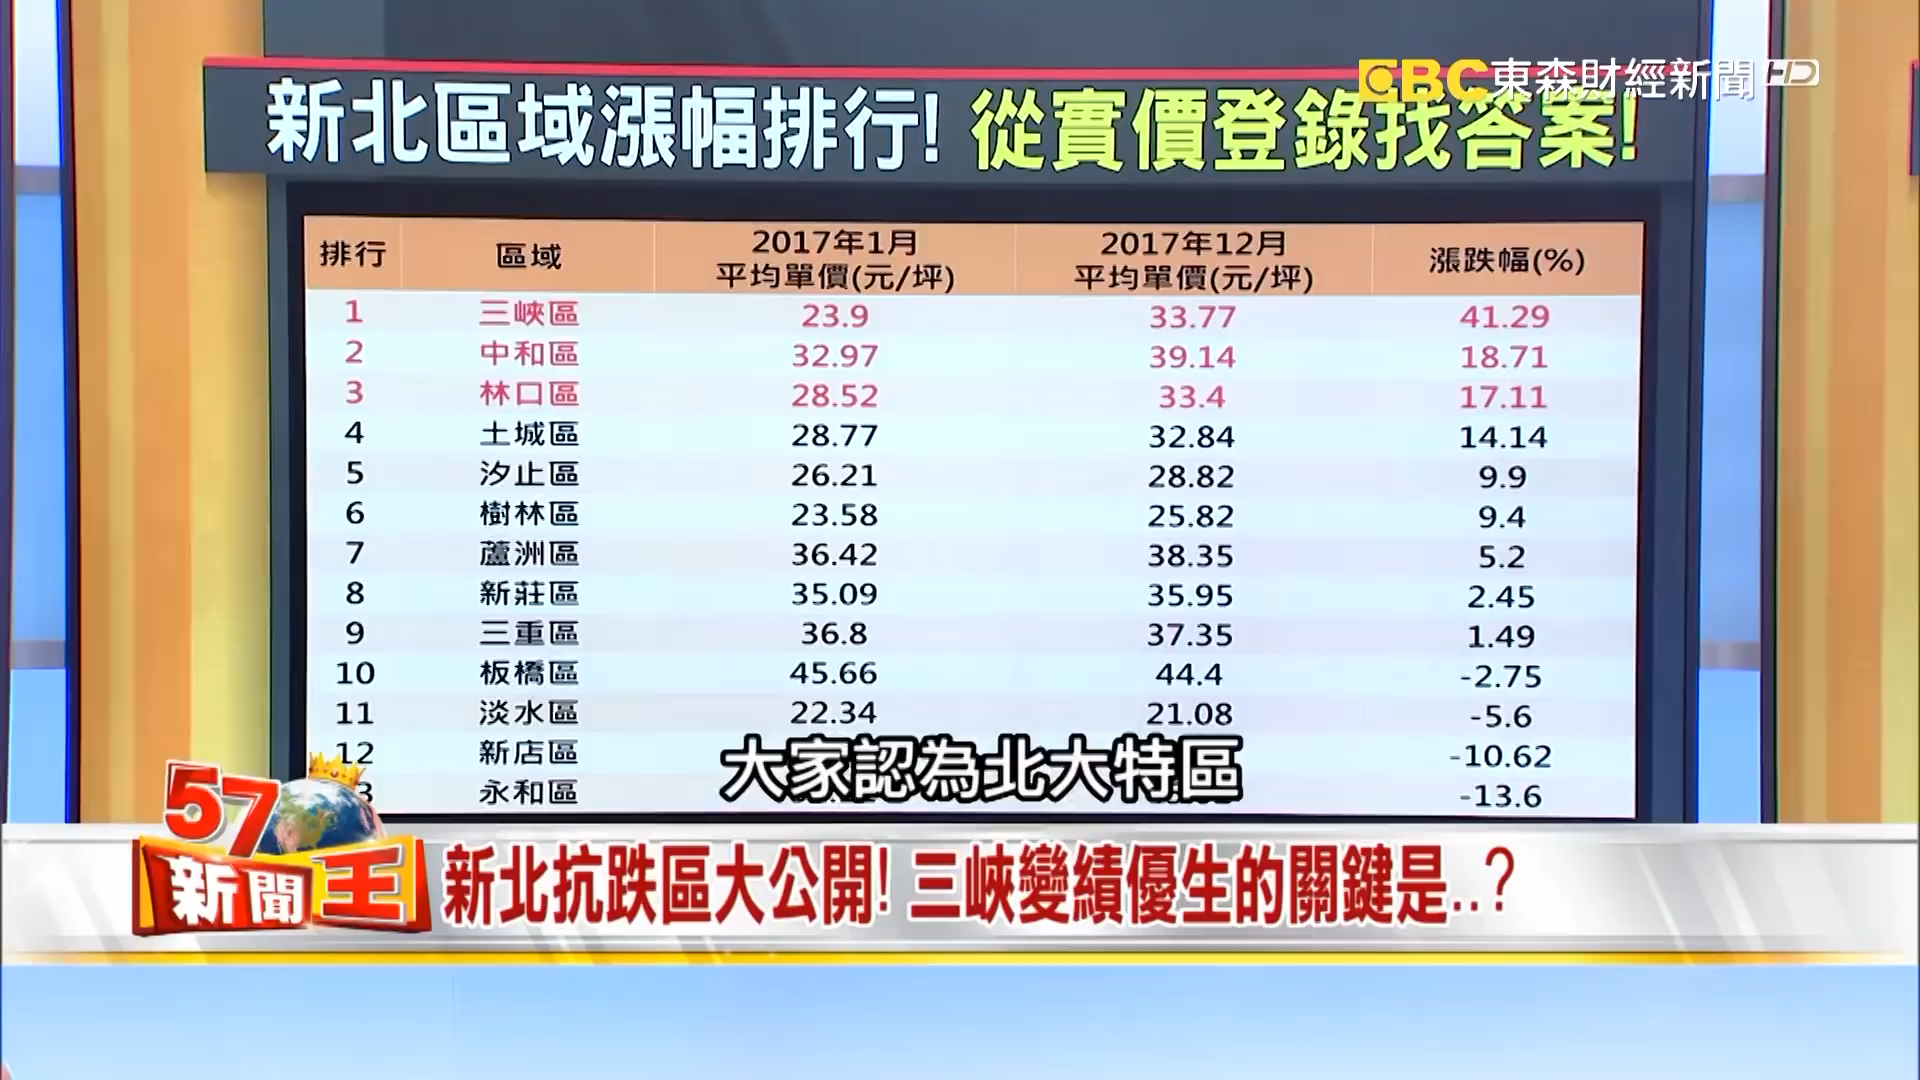 EBC東森財經新聞HD
新北區域漲幅排行! 從實價登錄找答案!
排行 區域 2017年1月 平均單價(元/坪) 2017年12月 平均單價(元/坪) 漲跌幅(%)
1 三峽區 23.9 33.77 41.29
2 中和區 32.97 39.14 18.71
3 林口區 28.52 33.4 17.11
4 土城區 28.77 32.84 14.14
5 汐止區 26.21 28.82 9.9
6 樹林區 23.58 25.82 9.4
7 蘆洲區 36.42 38.35 5.2
8 新莊區 35.09 35.95 2.45
9 三重區 36.8 37.35 1.49
10 板橋區 45.66 44.4 -2.75
11 淡水區 22.34 21.08 -5.6
12 新店區 -10.62
永和區 -13.6
大家認為北大特區
57新聞王
新北抗跌區大公開! 三峽變績優生的關鍵是..?